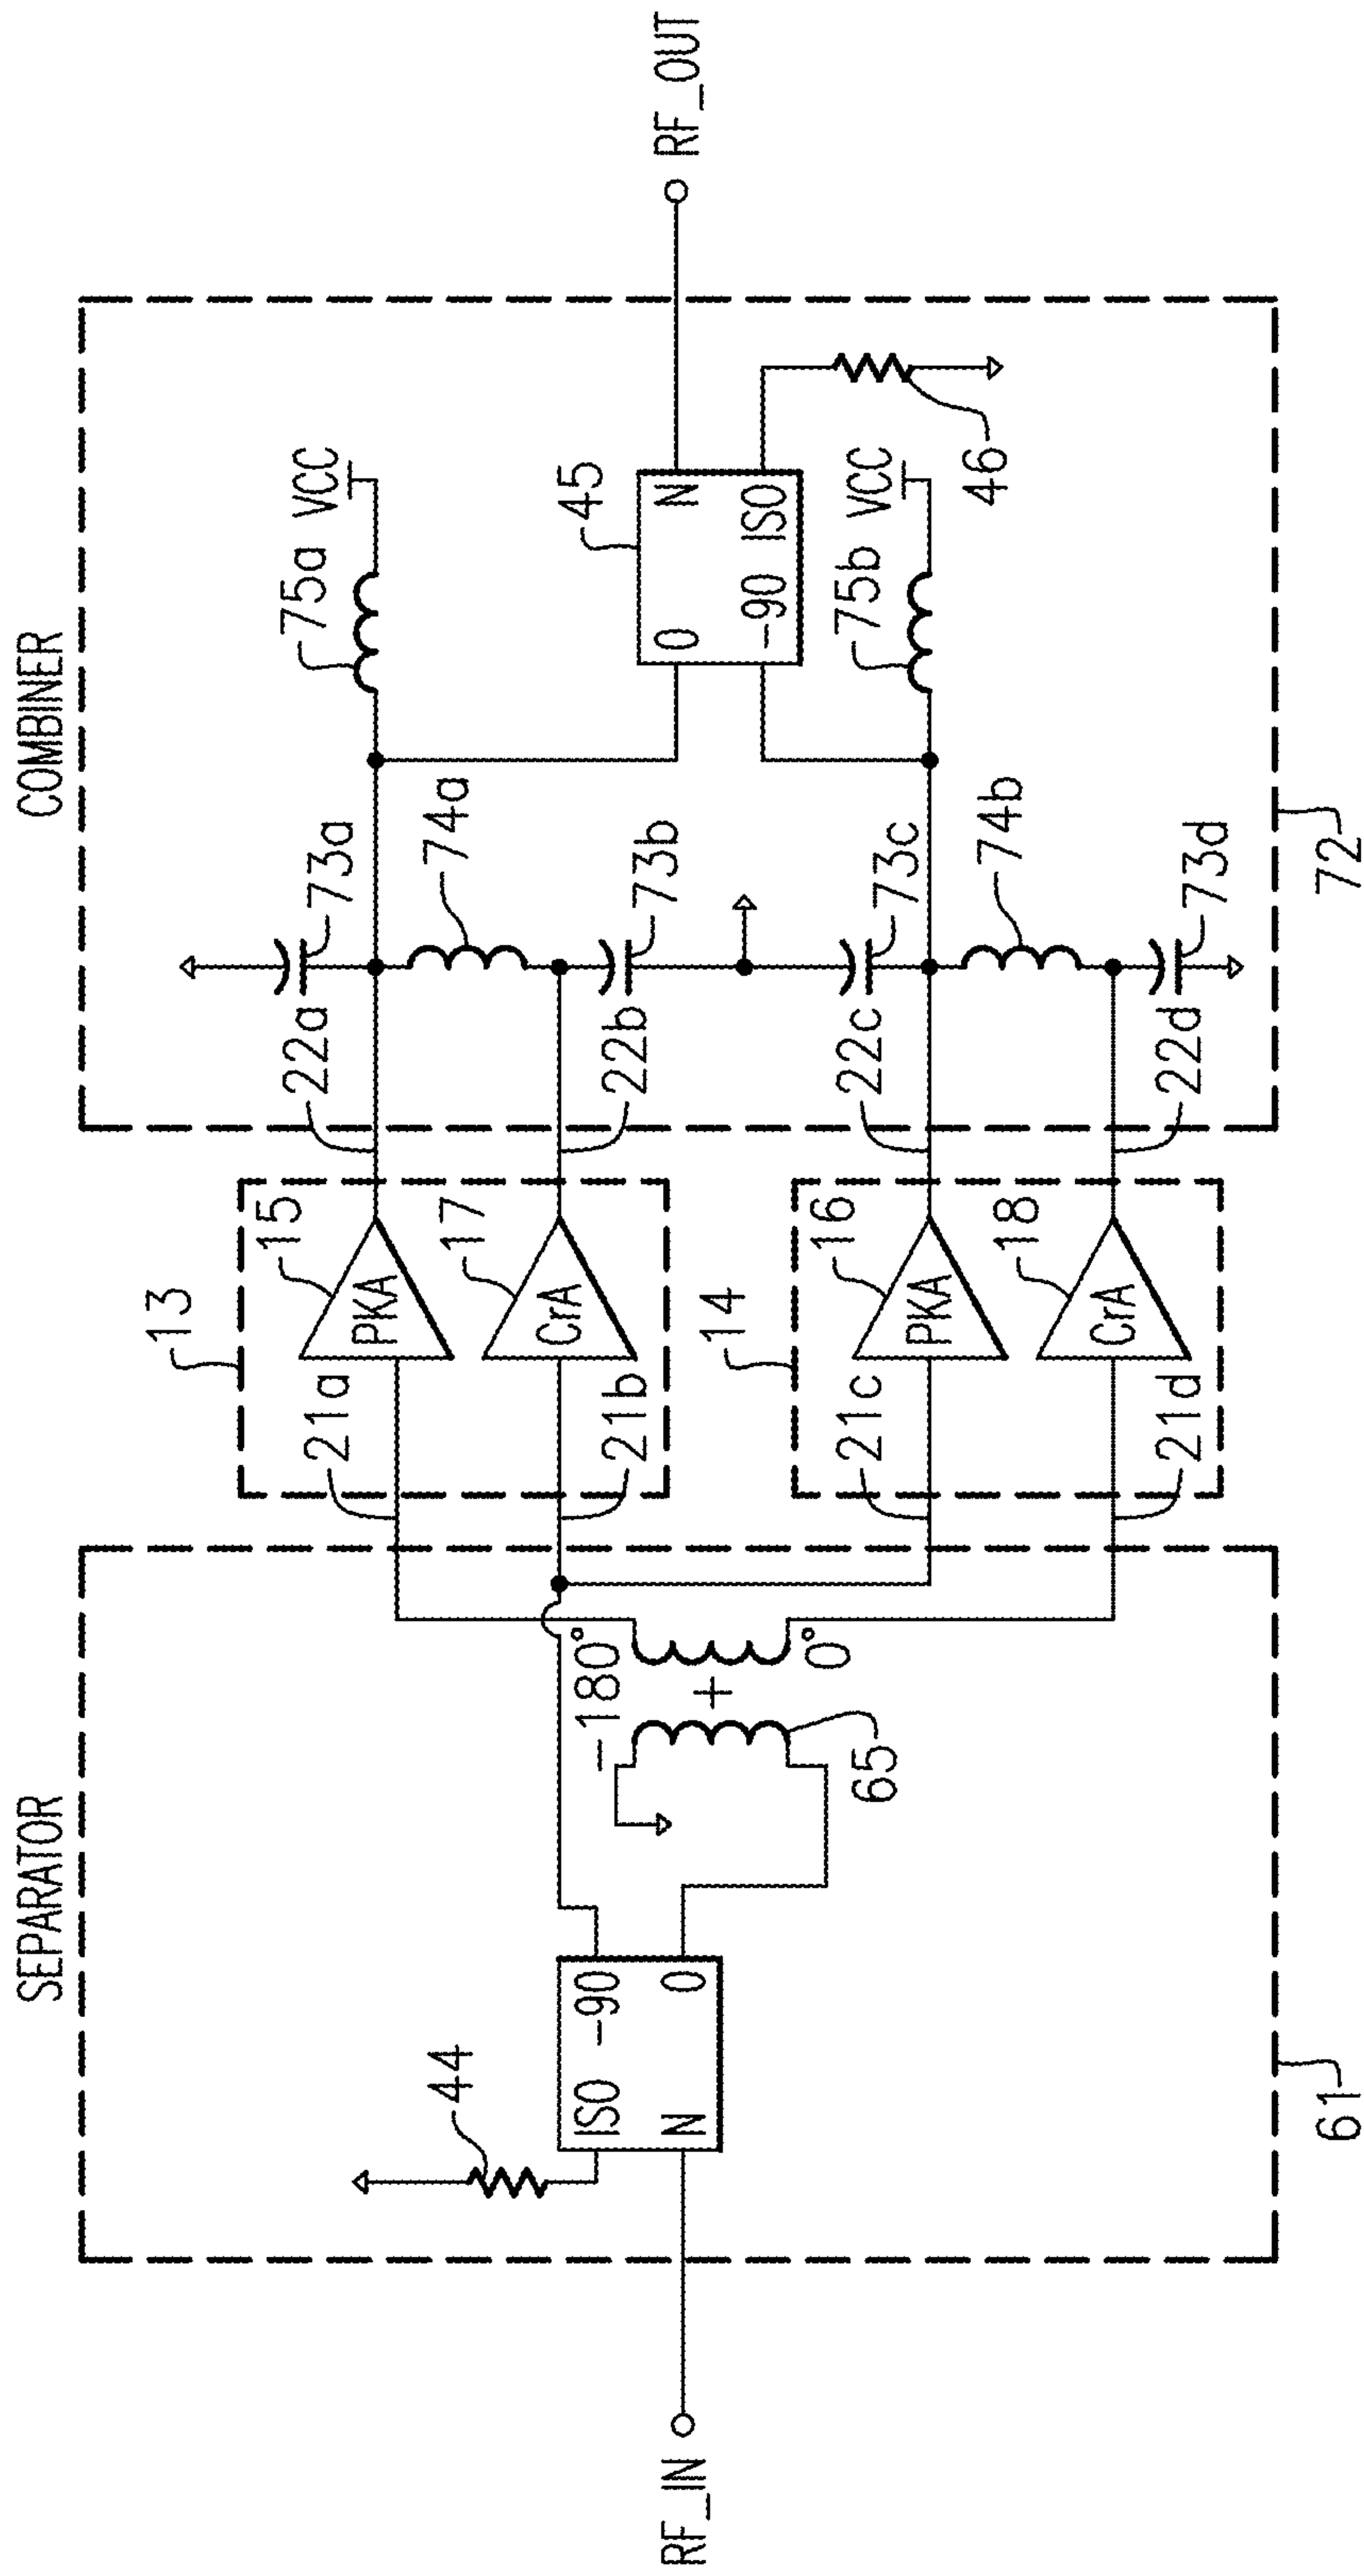 SEPARATOR
COMBINER
RF_IN
44
ISO -90
N 0
-180°
+
0°
65
61
13
21a
PKA
15
21b
CrA
17
14
21c
PKA
16
21d
CrA
18
22a
73a
74a
22b
73b
22c
73c
74b
22d
73d
72
75a
VCC
45
0 N
-90 ISO
75b
VCC
46
RF_OUT